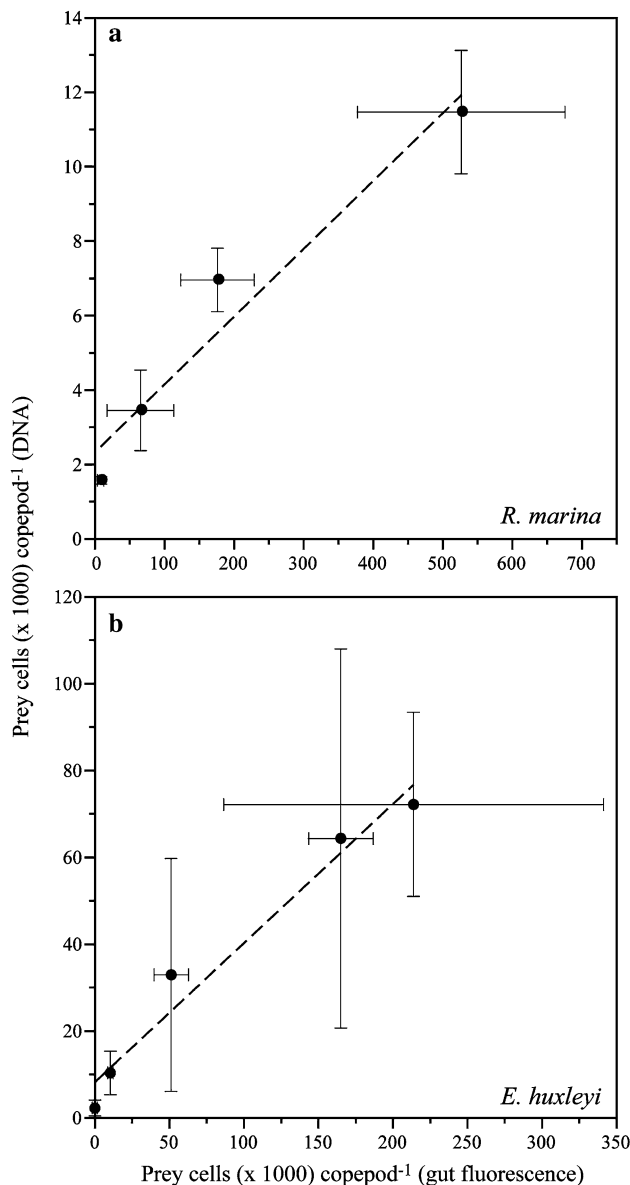 a
14
12
10
8
6
4
2
0
0 100 200 300 400 500 600 700
R. marina
Prey cells (x 1000) copepod-1 (DNA)
b
120
100
80
60
40
20
0
0 50 100 150 200 250 300 350
E. huxleyi
Prey cells (x 1000) copepod-1 (gut fluorescence)